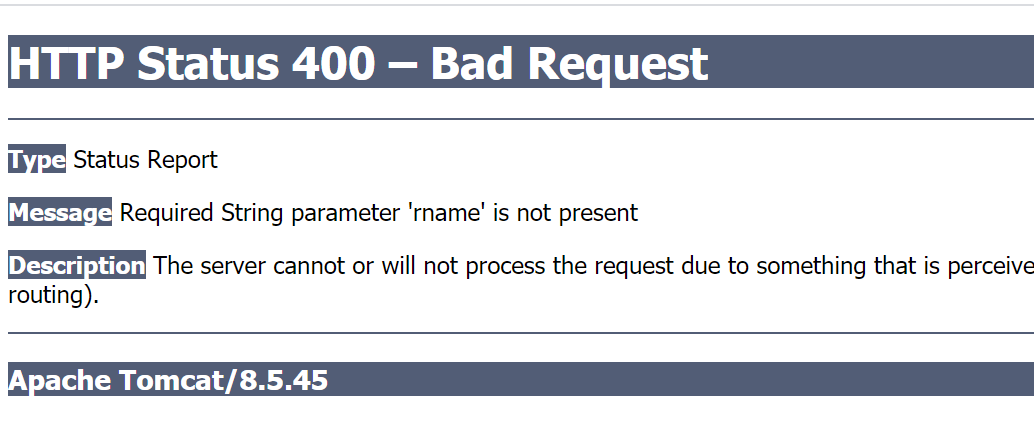 HTTP Status 400 – Bad Request
Type Status Report
Message Required String parameter 'rname' is not present
Description The server cannot or will not process the request due to something that is perceive
routing).
Apache Tomcat/8.5.45